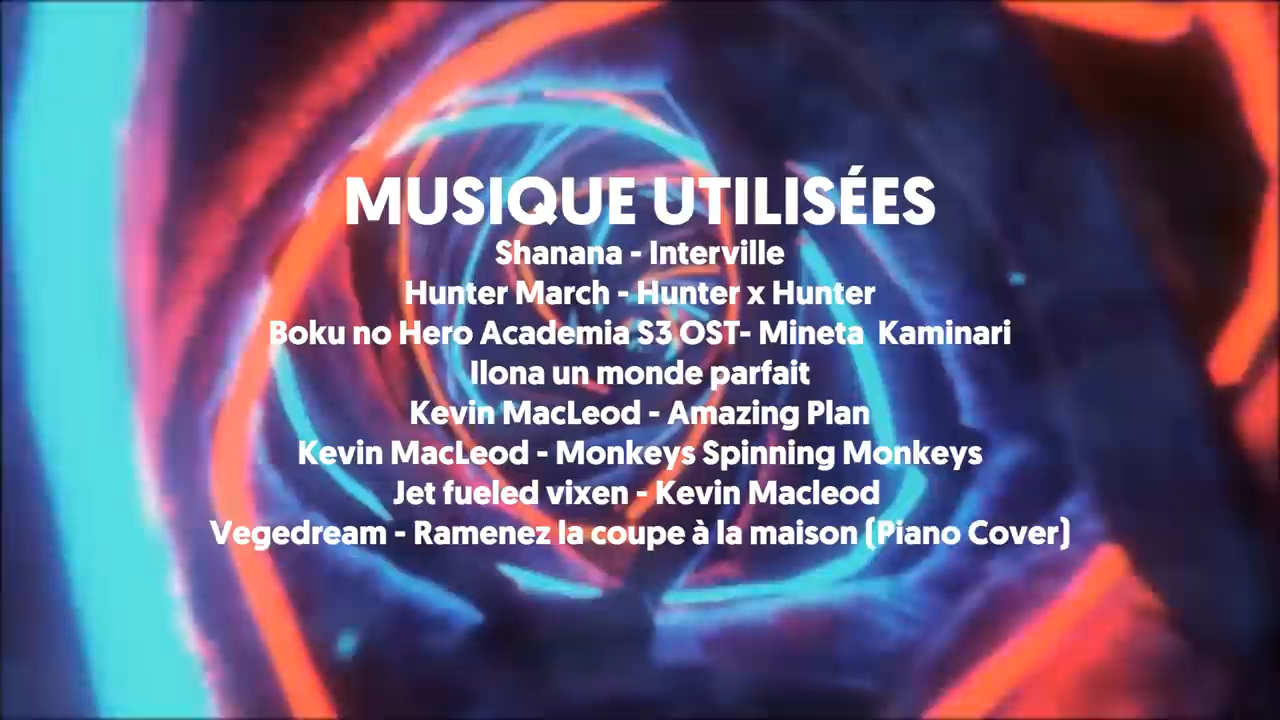 MUSIQUE UTILISÉES
Shanana - Interville
Hunter March - Hunter x Hunter
Boku no Hero Academia S3 OST- Mineta  Kaminari
Ilona un monde parfait
Kevin MacLeod - Amazing Plan
Kevin MacLeod - Monkeys Spinning Monkeys
Jet fueled vixen - Kevin Macleod
Vegedream - Ramenez la coupe à la maison (Piano Cover)